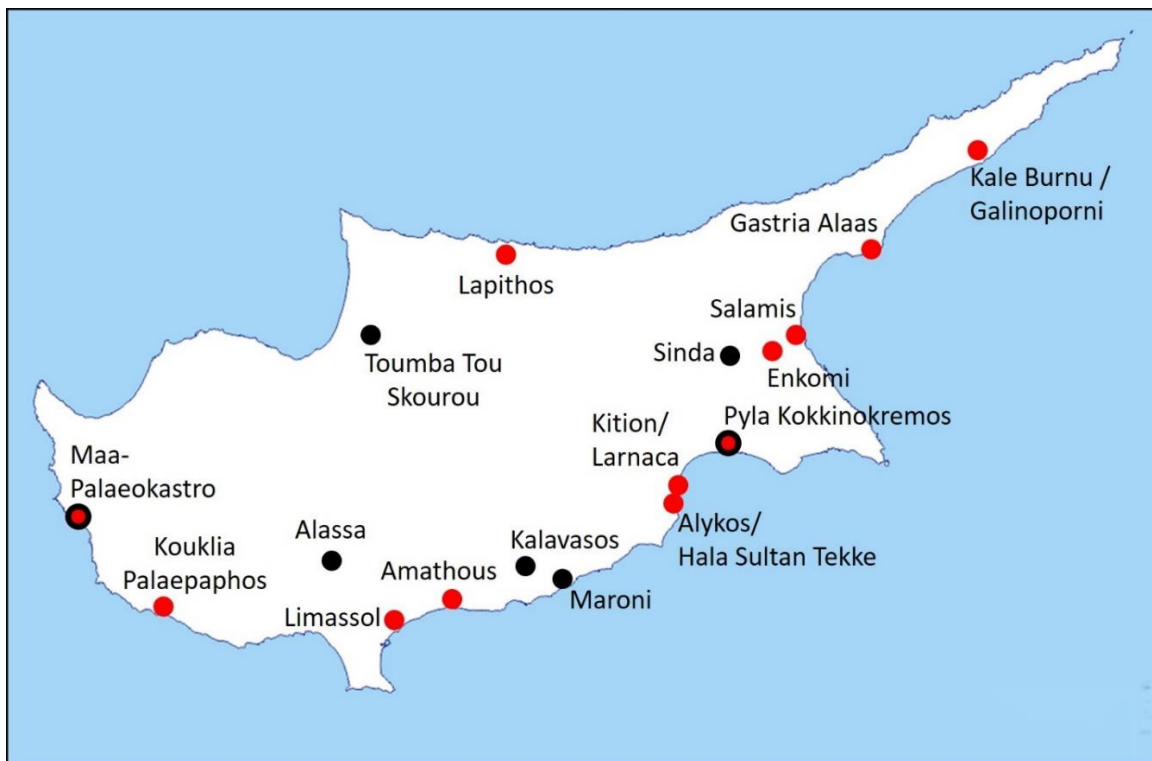 Kale Burnu /
Galinoporni
Gastria Alaas
Lapithos
Salamis
Sinda
Enkomi
Toumba Tou
Skourou
Pyla Kokkinokremos
Kition/
Larnaca
Maa-
Palaeokastro
Alykos/
Hala Sultan Tekke
Alassa
Kalavasos
Kouklia
Palaepaphos
Amathous
Maroni
Limassol